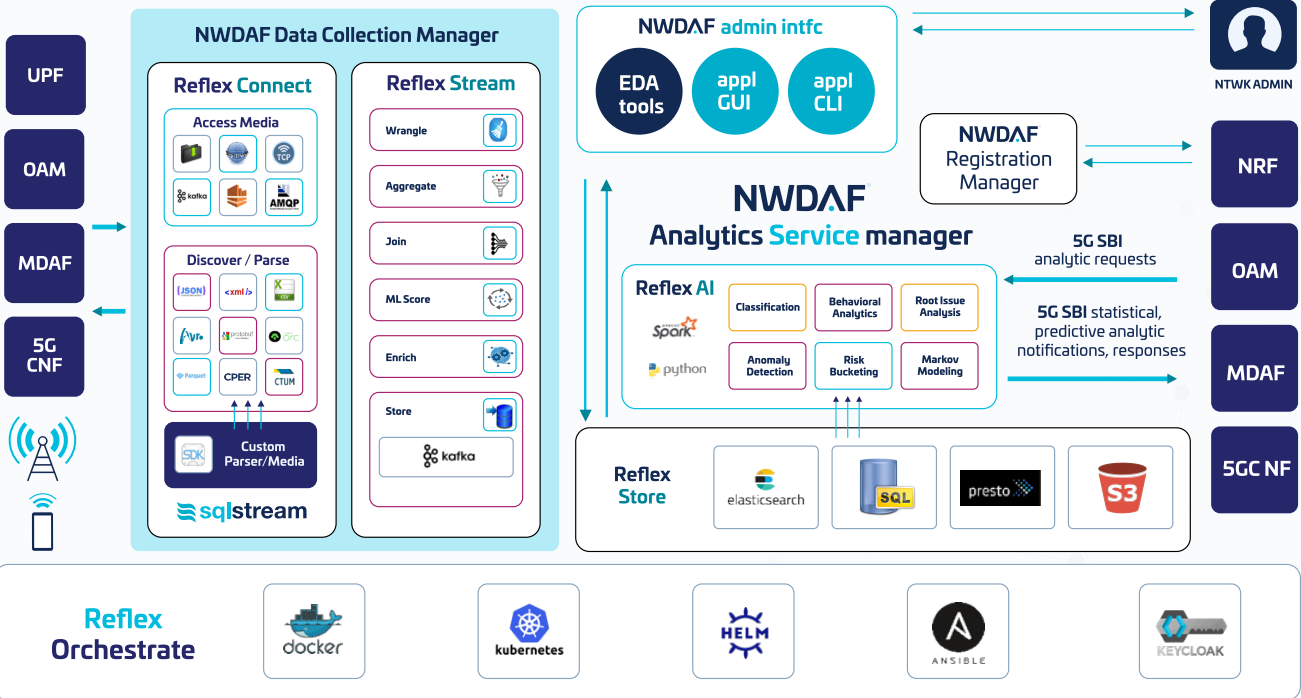 UPF
OAM
MDAF
5G
CNF
NWDAF Data Collection Manager
Reflex Connect
Access Media
TCP
kafka
AMQP
Discover / Parse
{JSON}
<xml/>
X
CSV
Avro
protobuf
orc
Parquet
CPER
CTUM
SDK
Custom
Parser/Media
sqlstream
Reflex Stream
Wrangle
Aggregate
Join
ML Score
Enrich
Store
kafka
NWDAF admin intfc
EDA
tools
appl
GUI
appl
CLI
NTWK ADMIN
NWDAF
Registration
Manager
NRF
OAM
MDAF
5GC NF
NWDAF
Analytics Service manager
5G SBI
analytic requests
5G SBI statistical,
predictive analytic
notifications, responses
Reflex AI
APACHE
Spark
python
Classification
Behavioral
Analytics
Root Issue
Analysis
Anomaly
Detection
Risk
Bucketing
Markov
Modeling
Reflex
Store
elasticsearch
SQL
presto
S3
Reflex
Orchestrate
docker
kubernetes
HELM
ANSIBLE
KEYCLOAK